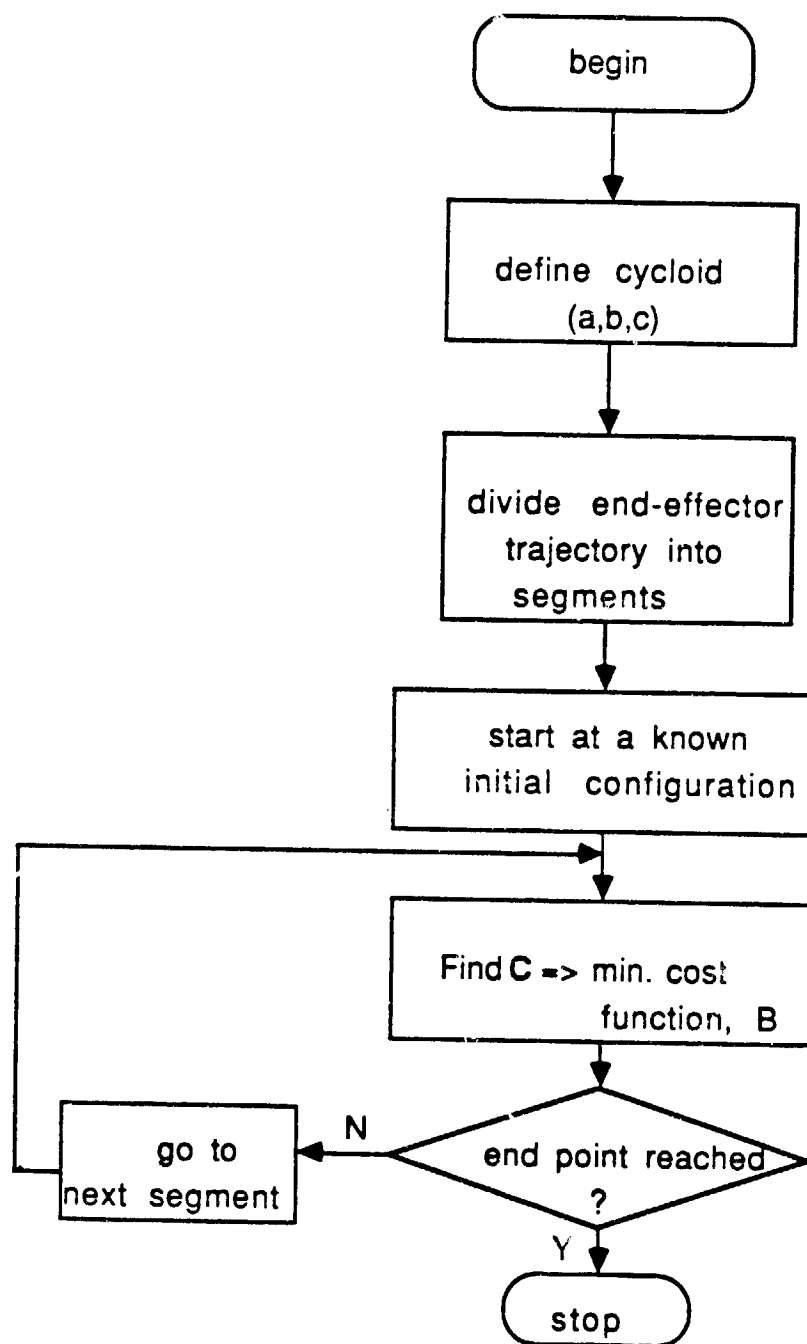 begin
define cycloid
(a,b,c)
divide end-effector
trajectory into
segments
start at a known
initial configuration
Find C => min. cost
function, B
N
go to
next segment
end point reached
?
Y
stop